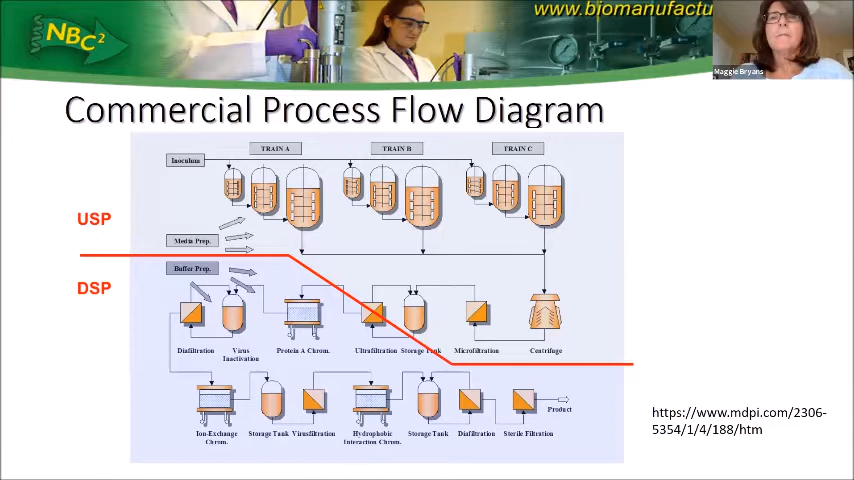 NBC²
www.biomanufactu
Maggie Bryans
Commercial Process Flow Diagram
TRAIN A
TRAIN B
TRAIN C
Inoculum
USP
Media Prep.
Buffer Prep.
DSP
Diafiltration
Virus
Inactivation
Protein A Chrom.
Ultrafiltration
Storage Tank
Microfiltration
Centrifuge
Product
Ion-Exchange
Chrom.
Storage Tank
Virusfiltration
Hydrophobic
Interaction Chrom.
Storage Tank
Diafiltration
Sterile Filtration
https://www.mdpi.com/2306-
5354/1/4/188/htm